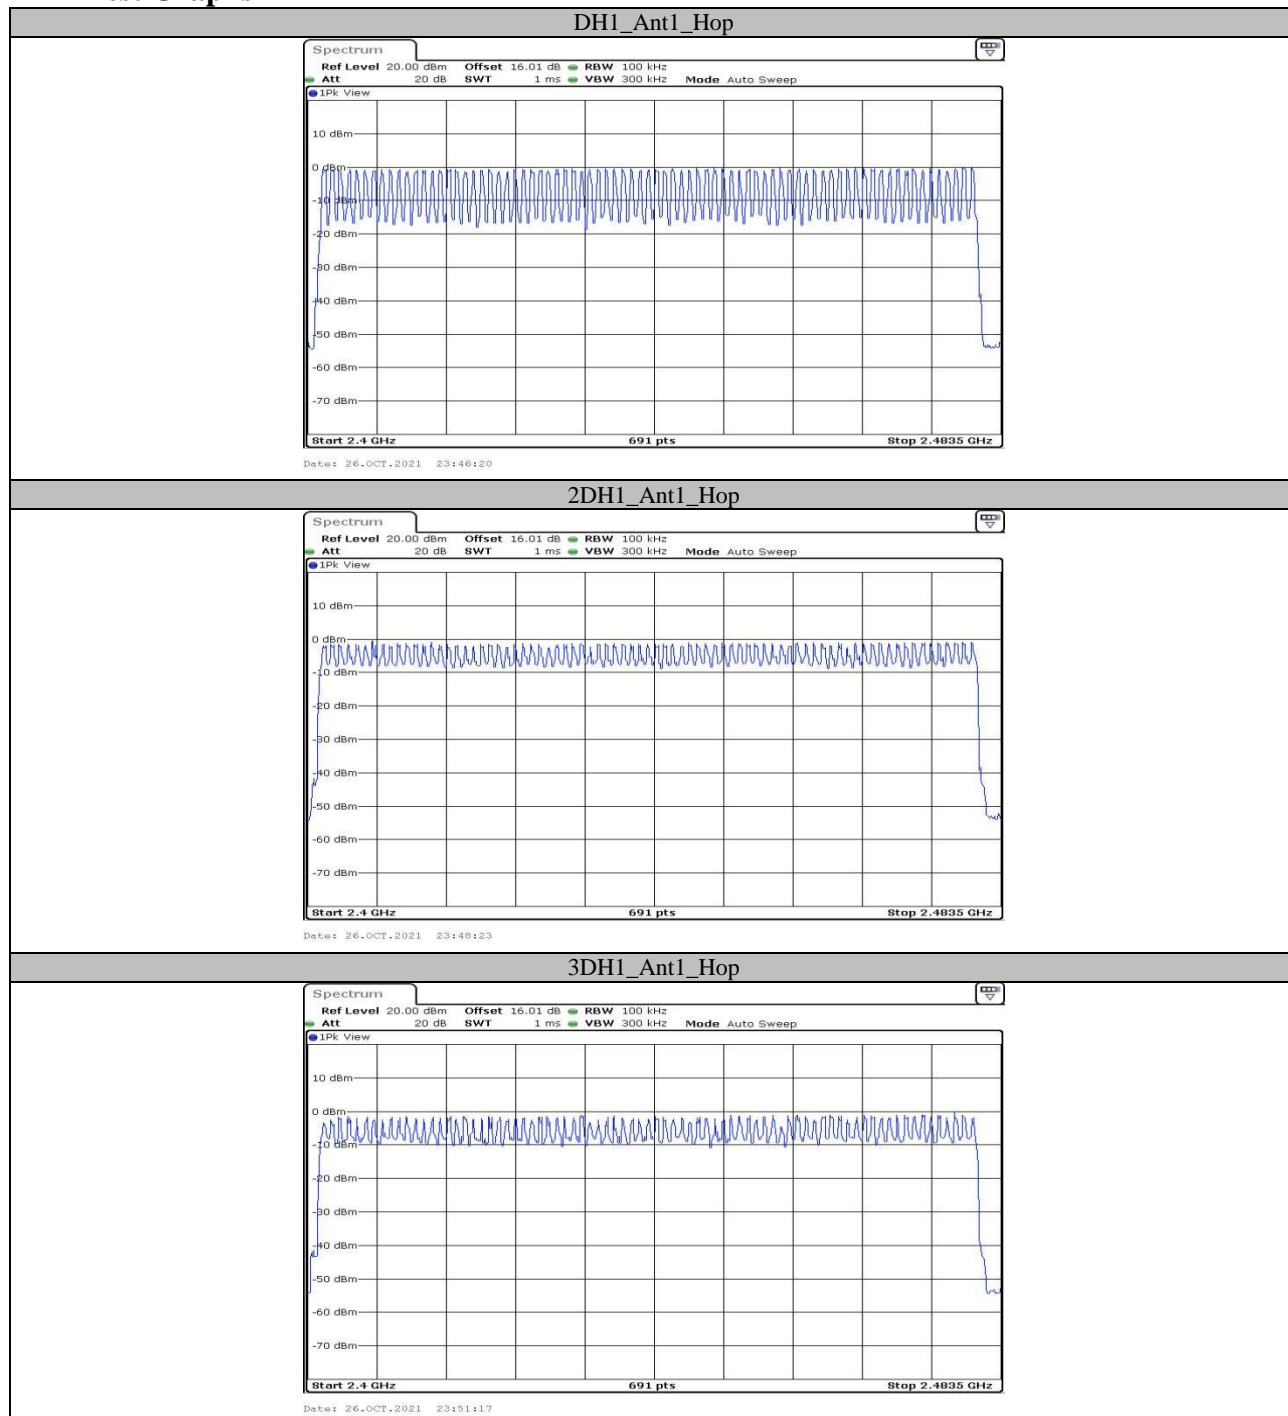 DH1_Ant1_Hop
Spectrum
Ref Level 20.00 dBm Offset 16.01 dB RBW 100 kHz
Att 20 dB SWT 1 ms VBW 300 kHz Mode Auto Sweep
1Pk View
10 dBm
0 dBm
-10 dBm
-20 dBm
-30 dBm
-40 dBm
-50 dBm
-60 dBm
-70 dBm
Start 2.4 GHz 691 pts Stop 2.4835 GHz
Date: 26.OCT.2021 23:46:20
2DH1_Ant1_Hop
Spectrum
Ref Level 20.00 dBm Offset 16.01 dB RBW 100 kHz
Att 20 dB SWT 1 ms VBW 300 kHz Mode Auto Sweep
1Pk View
10 dBm
0 dBm
-10 dBm
-20 dBm
-30 dBm
-40 dBm
-50 dBm
-60 dBm
-70 dBm
Start 2.4 GHz 691 pts Stop 2.4835 GHz
Date: 26.OCT.2021 23:48:23
3DH1_Ant1_Hop
Spectrum
Ref Level 20.00 dBm Offset 16.01 dB RBW 100 kHz
Att 20 dB SWT 1 ms VBW 300 kHz Mode Auto Sweep
1Pk View
10 dBm
0 dBm
-10 dBm
-20 dBm
-30 dBm
-40 dBm
-50 dBm
-60 dBm
-70 dBm
Start 2.4 GHz 691 pts Stop 2.4835 GHz
Date: 26.OCT.2021 23:51:17